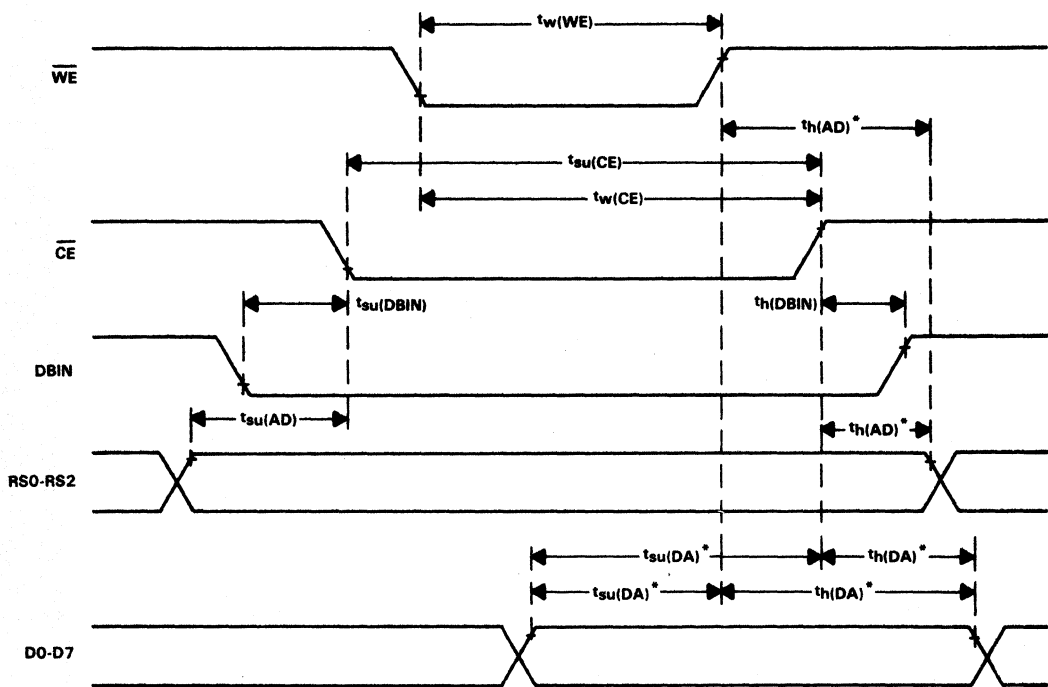 tw(WE)
WE
th(AD)*
tsu(CE)
tw(CE)
CE
tsu(DBIN)
th(DBIN)
DBIN
tsu(AD)
th(AD)*
RS0-RS2
tsu(DA)*
th(DA)*
tsu(DA)*
th(DA)*
D0-D7